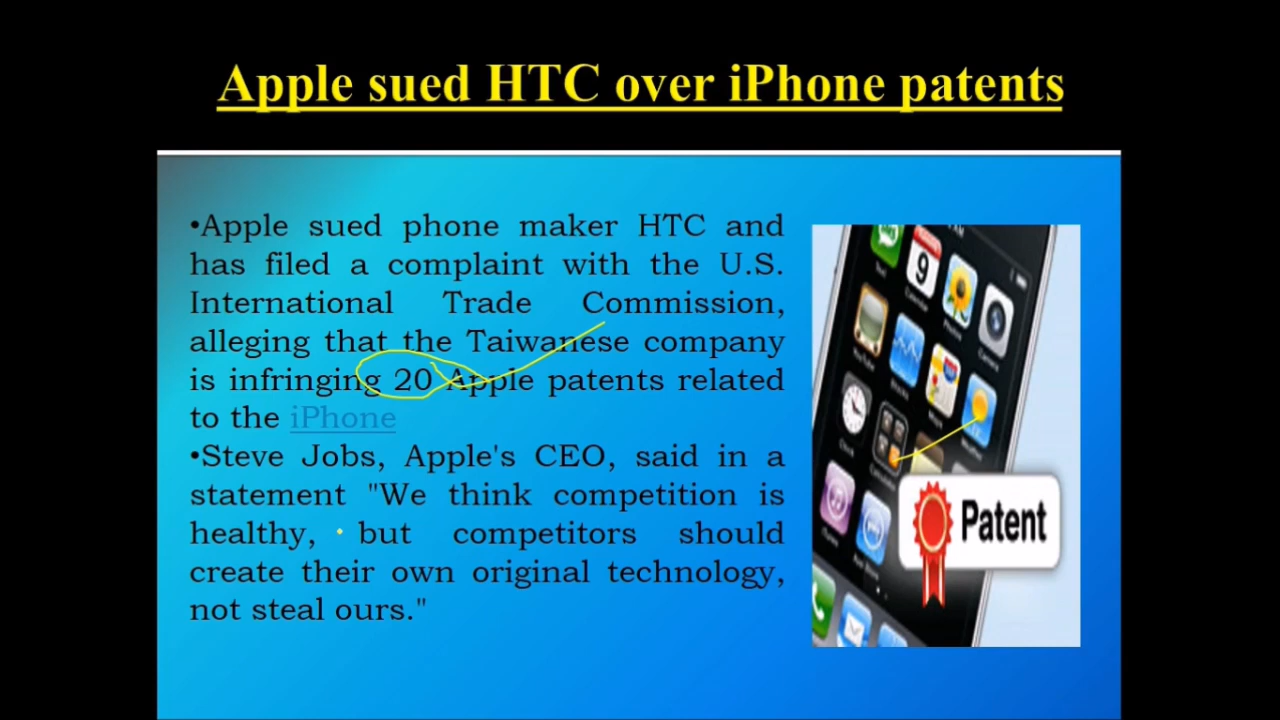 Apple sued HTC over iPhone patents
•Apple sued phone maker HTC and
has filed a complaint with the U.S.
International Trade Commission,
alleging that the Taiwanese company
is infringing 20 Apple patents related
to the iPhone
•Steve Jobs, Apple's CEO, said in a
statement "We think competition is
healthy, but competitors should
create their own original technology,
not steal ours."
9
Patent